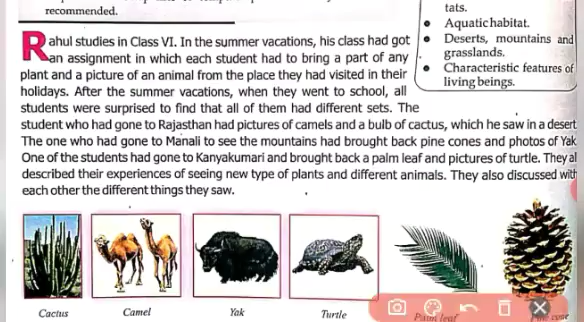 recommended.
tats.
Aquatic habitat.
Deserts, mountains and
grasslands.
Characteristic features of
living beings.
Rahul studies in Class VI. In the summer vacations, his class had got
an assignment in which each student had to bring a part of any
plant and a picture of an animal from the place they had visited in their
holidays. After the summer vacations, when they went to school, all
students were surprised to find that all of them had different sets. The
student who had gone to Rajasthan had pictures of camels and a bulb of cactus, which he saw in a desert
The one who had gone to Manali to see the mountains had brought back pine cones and photos of Yak
One of the students had gone to Kanyakumari and brought back a palm leaf and pictures of turtle. They al
described their experiences of seeing new type of plants and different animals. They also discussed with
each other the different things they saw.
Cactus
Camel
Yak
Turtle
Palm leaf
Pine cone